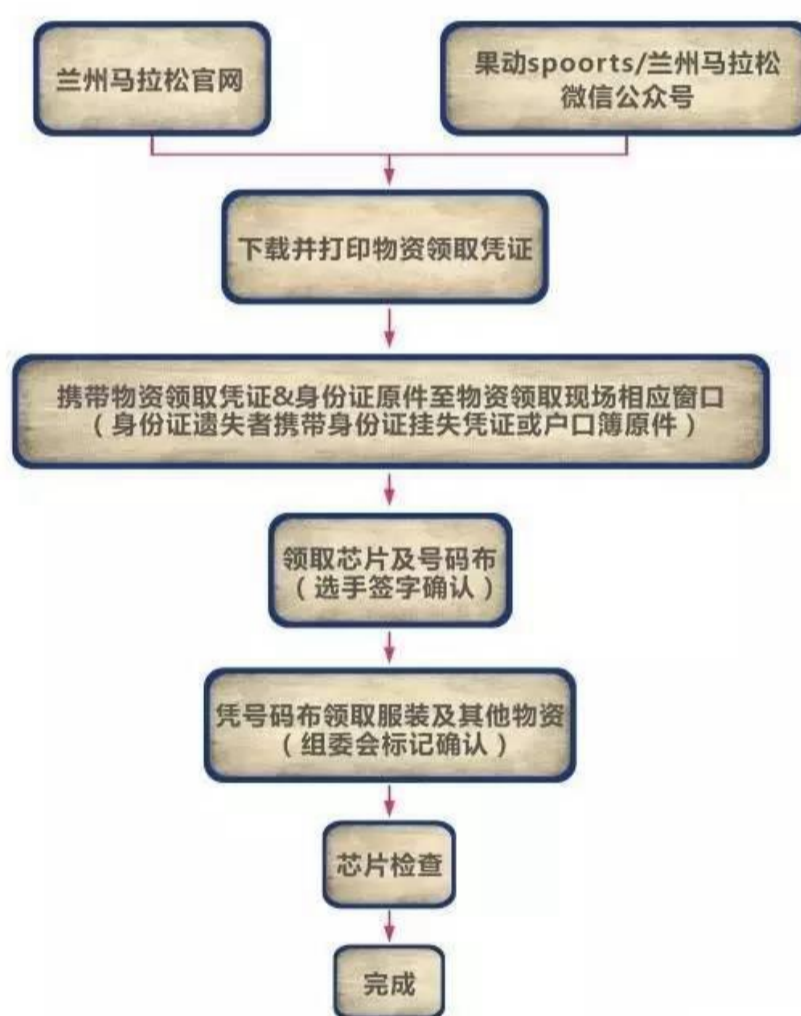 兰州马拉松官网
果动spoorts/兰州马拉松
微信公众号
下载并打印物资领取凭证
携带物资领取凭证&身份证原件至物资领取现场相应窗口
（身份证遗失者携带身份证挂失凭证或户口簿原件）
领取芯片及号码布
（选手签字确认）
凭号码布领取服装及其他物资
（组委会标记确认）
芯片检查
完成